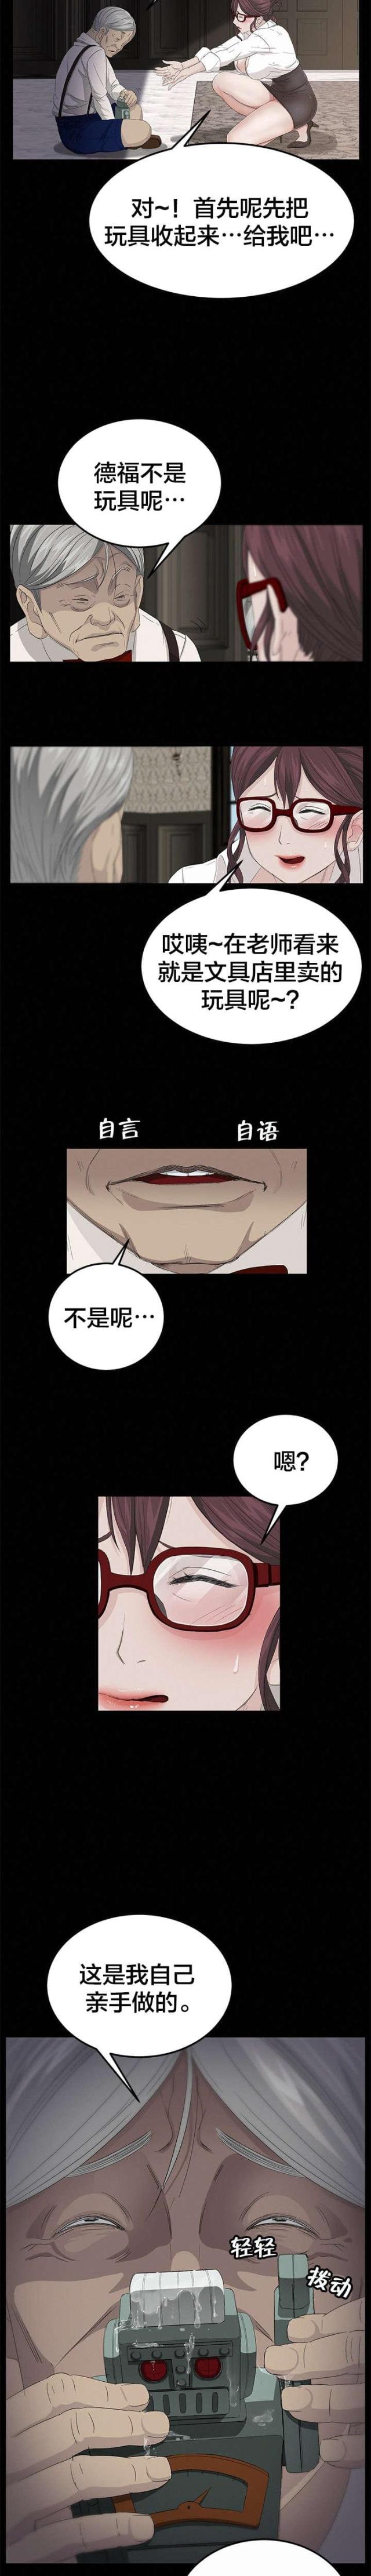 对~! 首先呢先把
玩具收起来…给我吧…
德福不是
玩具呢…
哎咦~在老师看来
就是文具店里卖的
玩具呢~?
自言
自语
不是呢…
嗯?
这是我自己
亲手做的。
轻轻
拨动